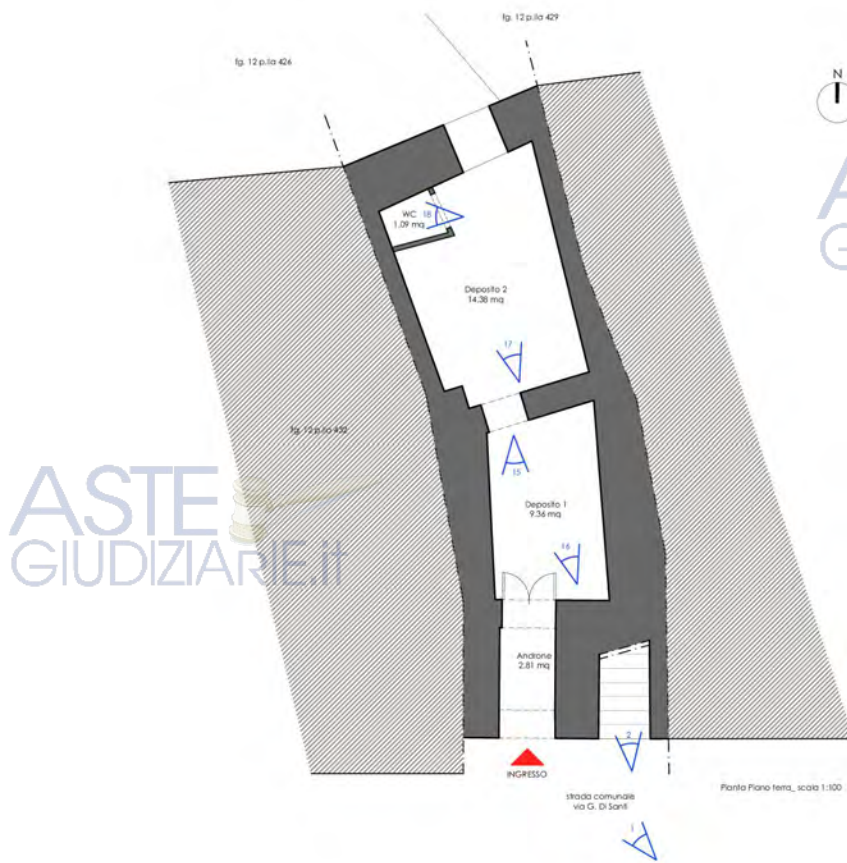 fg. 12 p.lla 429
fg. 12 p.lla 426
N
WC
1.09 mq
18
Deposito 2
14.38 mq
17
fg. 12 p.lla 452
15
Deposito 1
9.36 mq
16
ASTE
GIUDIZIARIE.it
Androne
2.81 mq
2
INGRESSO
strada comunale
via G. Di Santi
Pianta Piano terra_ scala 1:100
1
A
G